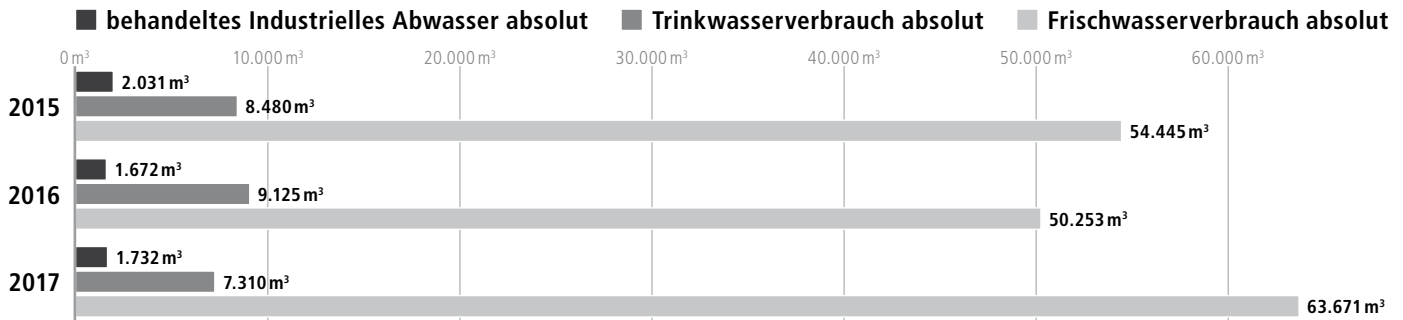 behandeltes Industrielles Abwasser absolut Trinkwasserverbrauch absolut Frischwasserverbrauch absolut
0 m³ 10.000 m³ 20.000 m³ 30.000 m³ 40.000 m³ 50.000 m³ 60.000 m³
2.031 m³
2015 8.480 m³
54.445 m³
1.672 m³
2016 9.125 m³
50.253 m³
1.732 m³
2017 7.310 m³
63.671 m³